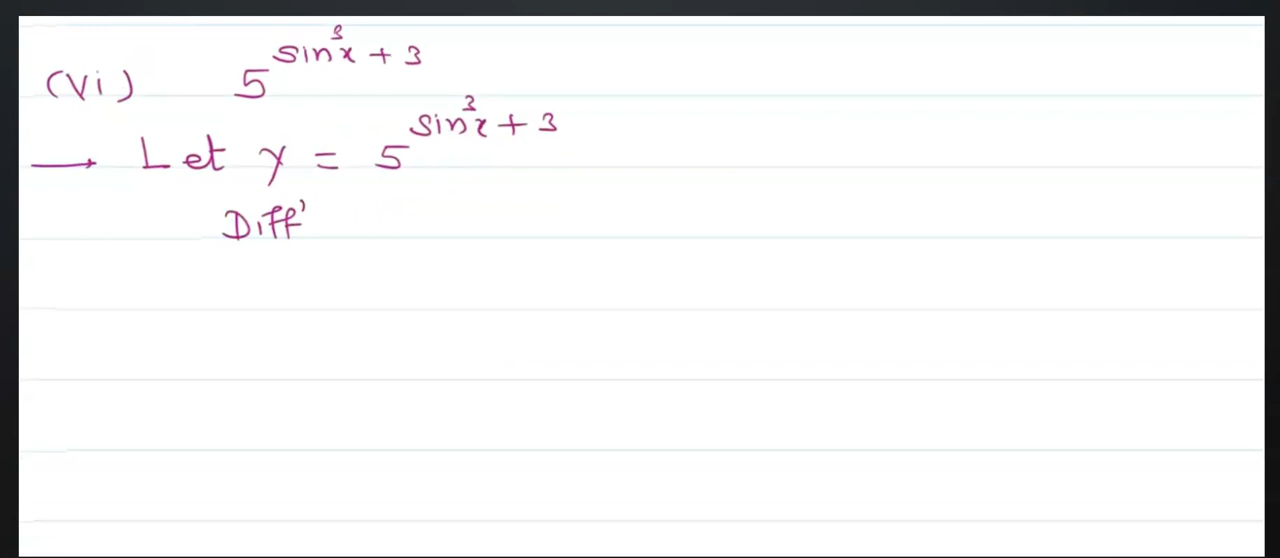 (vi) 5^(sin³x + 3)
→ Let y = 5^(sin³x + 3)
Diff'